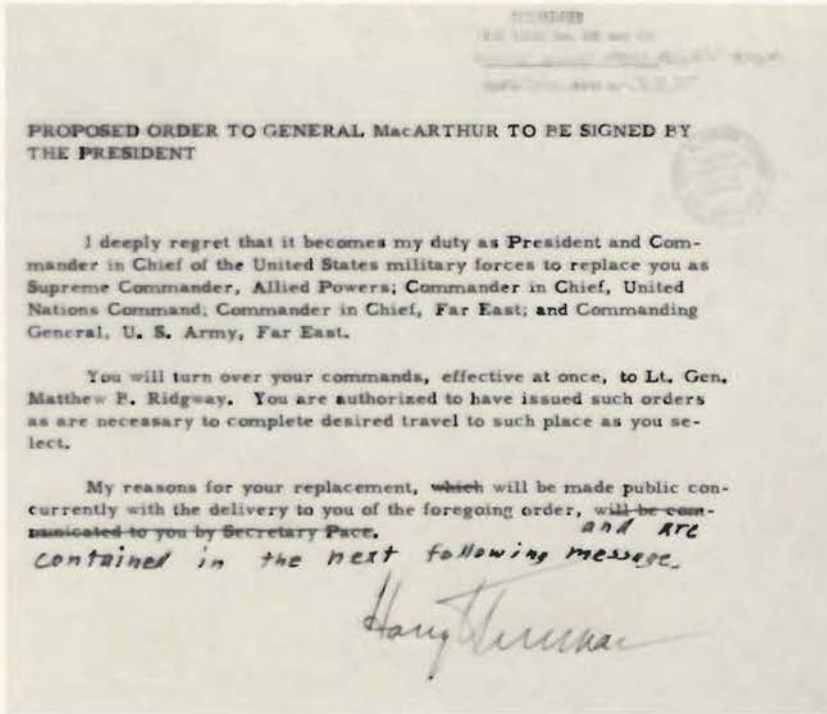 PROPOSED ORDER TO GENERAL MacARTHUR TO BE SIGNED BY
THE PRESIDENT
I deeply regret that it becomes my duty as President and Com-
mander in Chief of the United States military forces to replace you as
Supreme Commander, Allied Powers; Commander in Chief, United
Nations Command; Commander in Chief, Far East; and Commanding
General, U. S. Army, Far East.
You will turn over your commands, effective at once, to Lt. Gen.
Matthew B. Ridgway. You are authorized to have issued such orders
as are necessary to complete desired travel to such place as you se-
lect.
My reasons for your replacement, which will be made public con-
currently with the delivery to you of the foregoing order, will be com-
municated to you by Secretary Pace. and are
contained in the next following message.
Harry Truman